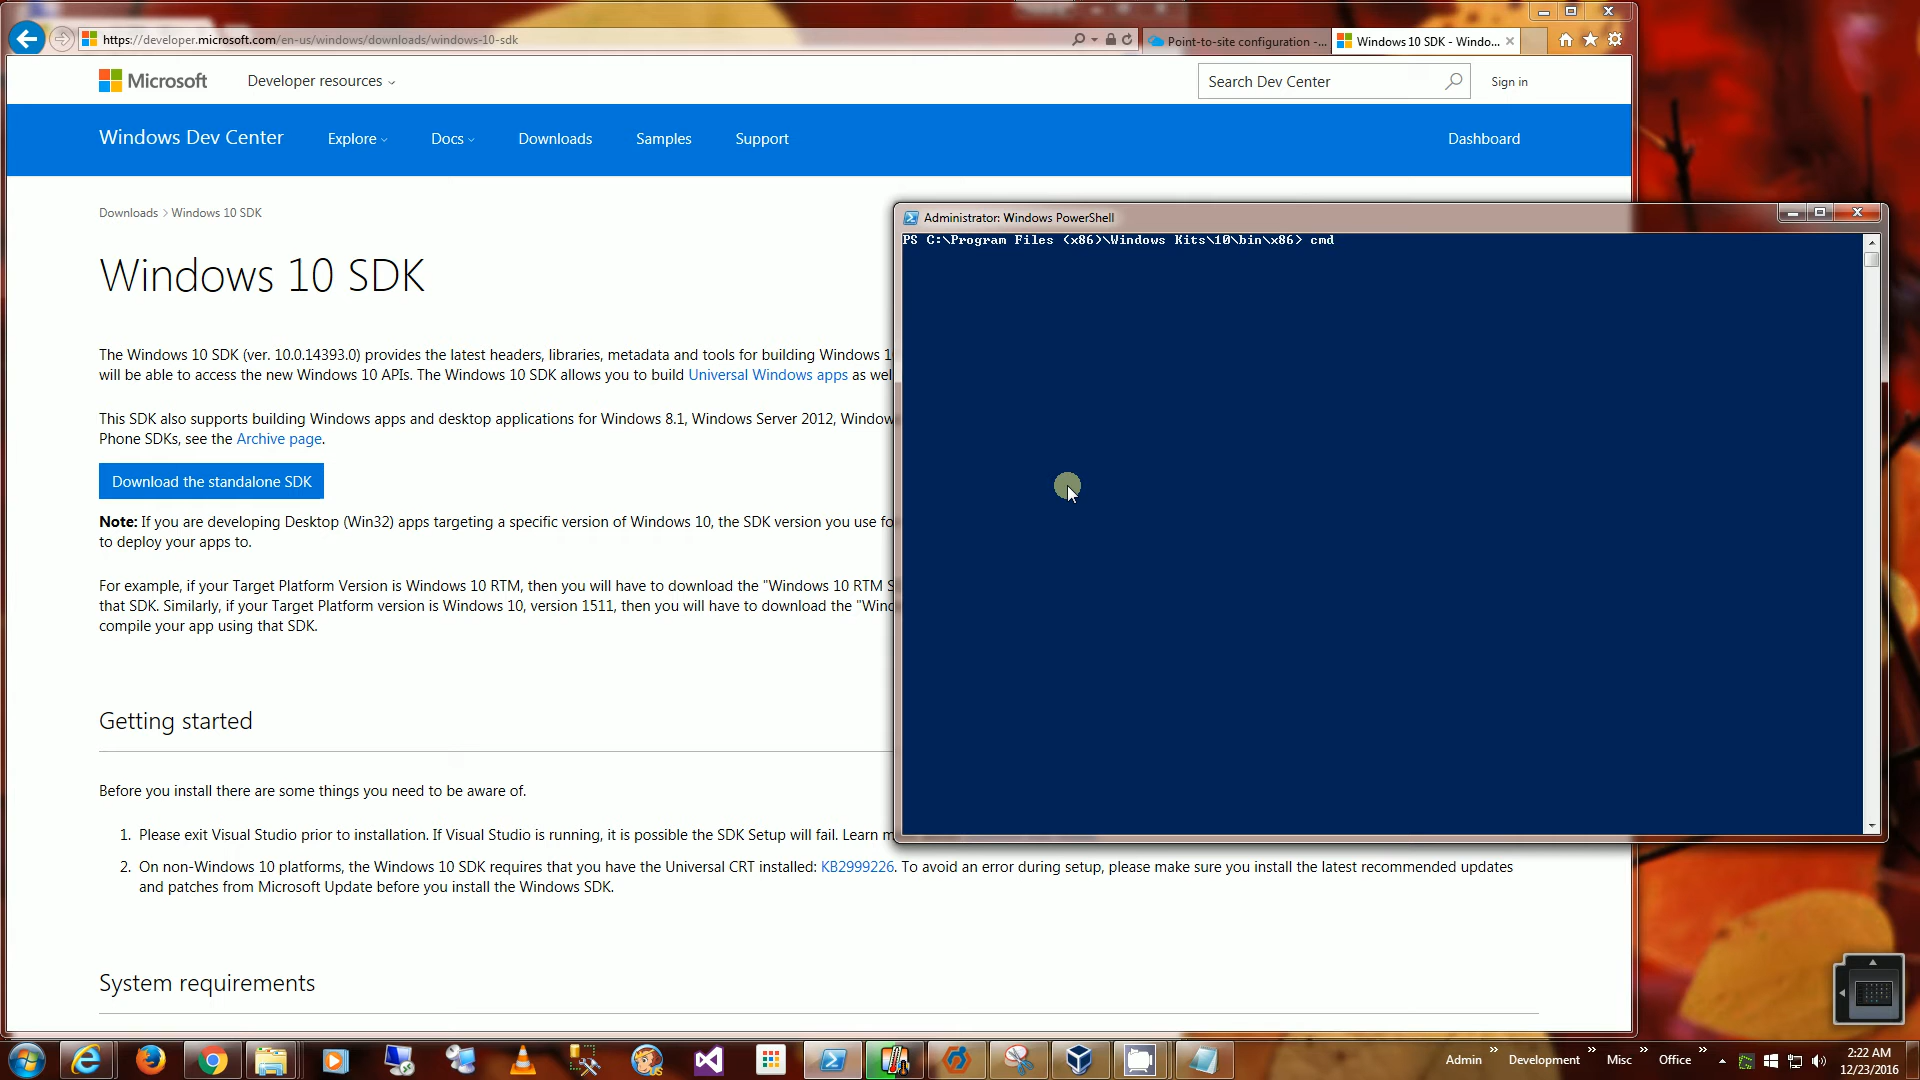 https://developer.microsoft.com/en-us/windows/downloads/windows-10-sdk
Point-to-site configuration -...
Windows 10 SDK - Windo...
Microsoft
Developer resources
Search Dev Center
Sign in
Windows Dev Center
Explore
Docs
Downloads
Samples
Support
Dashboard
Downloads > Windows 10 SDK
Administrator: Windows PowerShell
PS C:\Program Files (x86)\Windows Kits\10\bin\x86> cmd
Windows 10 SDK
The Windows 10 SDK (ver. 10.0.14393.0) provides the latest headers, libraries, metadata and tools for building Windows 1
will be able to access the new Windows 10 APIs. The Windows 10 SDK allows you to build Universal Windows apps as wel
This SDK also supports building Windows apps and desktop applications for Windows 8.1, Windows Server 2012, Window
Phone SDKs, see the Archive page.
Download the standalone SDK
Note: If you are developing Desktop (Win32) apps targeting a specific version of Windows 10, the SDK version you use fo
to deploy your apps to.
For example, if your Target Platform Version is Windows 10 RTM, then you will have to download the "Windows 10 RTM S
that SDK. Similarly, if your Target Platform version is Windows 10, version 1511, then you will have to download the "Wind
compile your app using that SDK.
Getting started
Before you install there are some things you need to be aware of.
1. Please exit Visual Studio prior to installation. If Visual Studio is running, it is possible the SDK Setup will fail. Learn m
2. On non-Windows 10 platforms, the Windows 10 SDK requires that you have the Universal CRT installed: KB2999226. To avoid an error during setup, please make sure you install the latest recommended updates
and patches from Microsoft Update before you install the Windows SDK.
System requirements
Admin
Development
Misc
Office
2:22 AM
12/23/2016